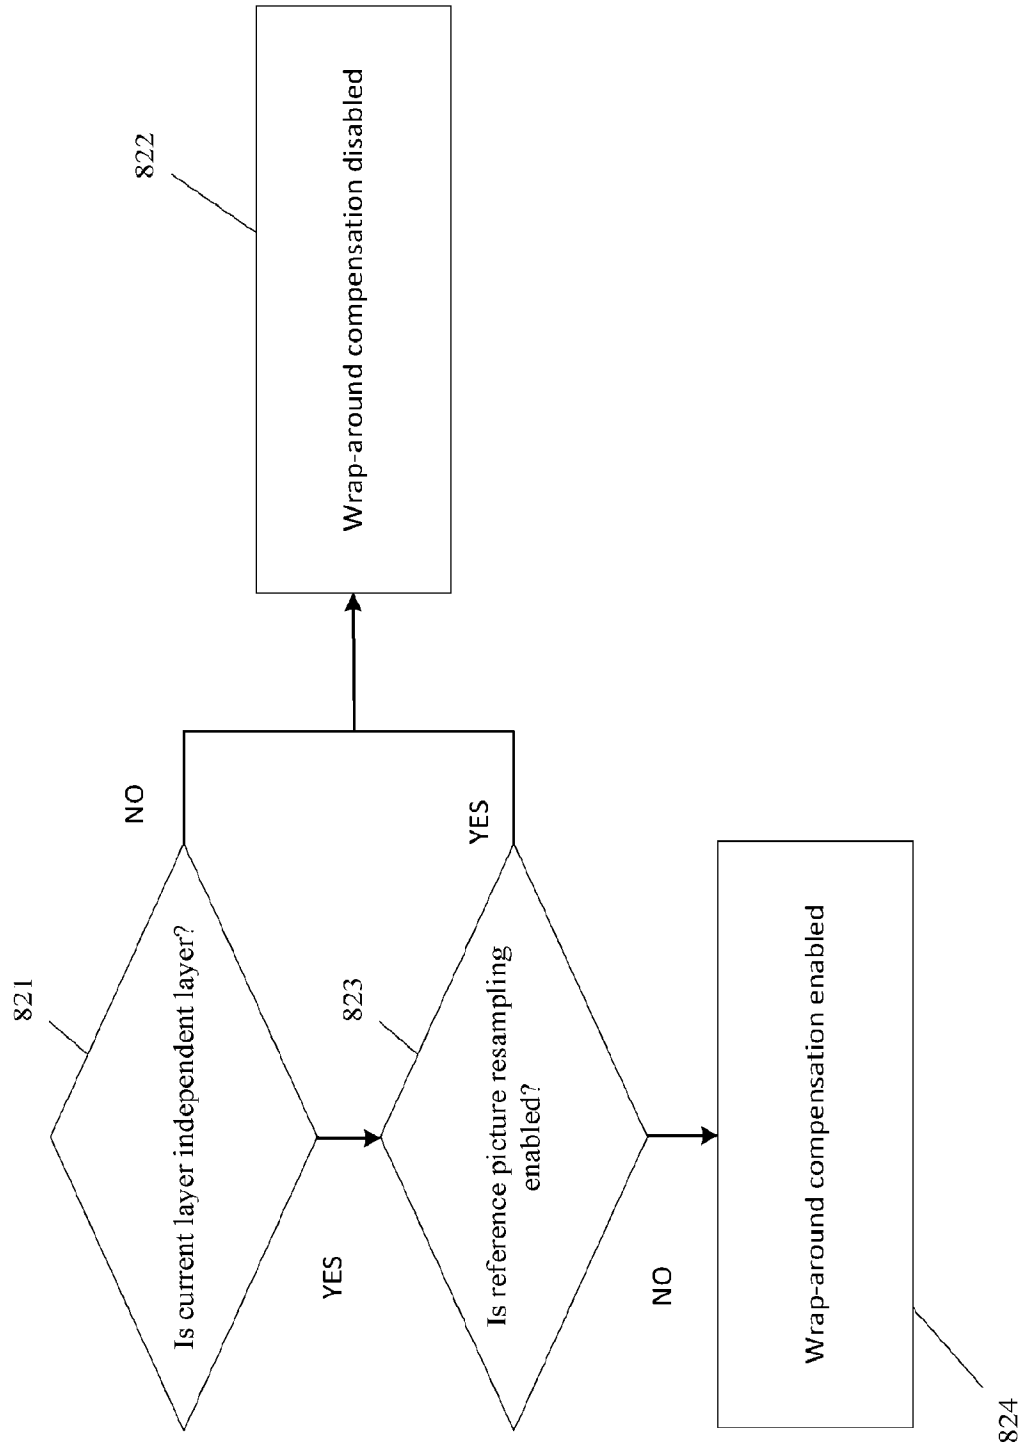 821
Is current layer independent layer?
NO
822
Wrap-around compensation disabled
YES
823
Is reference picture resampling
enabled?
YES
NO
Wrap-around compensation enabled
824